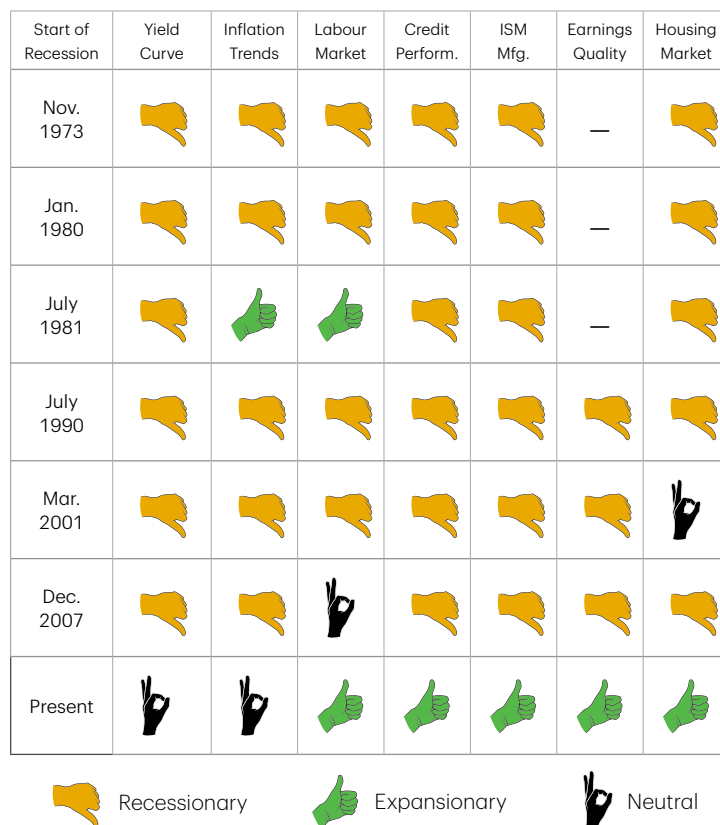 Start of Recession Yield Curve Inflation Trends Labour Market Credit Perform. ISM Mfg. Earnings Quality Housing Market
Nov. 1973 —
Jan. 1980 —
July 1981 —
July 1990
Mar. 2001
Dec. 2007
Present
Recessionary Expansionary Neutral